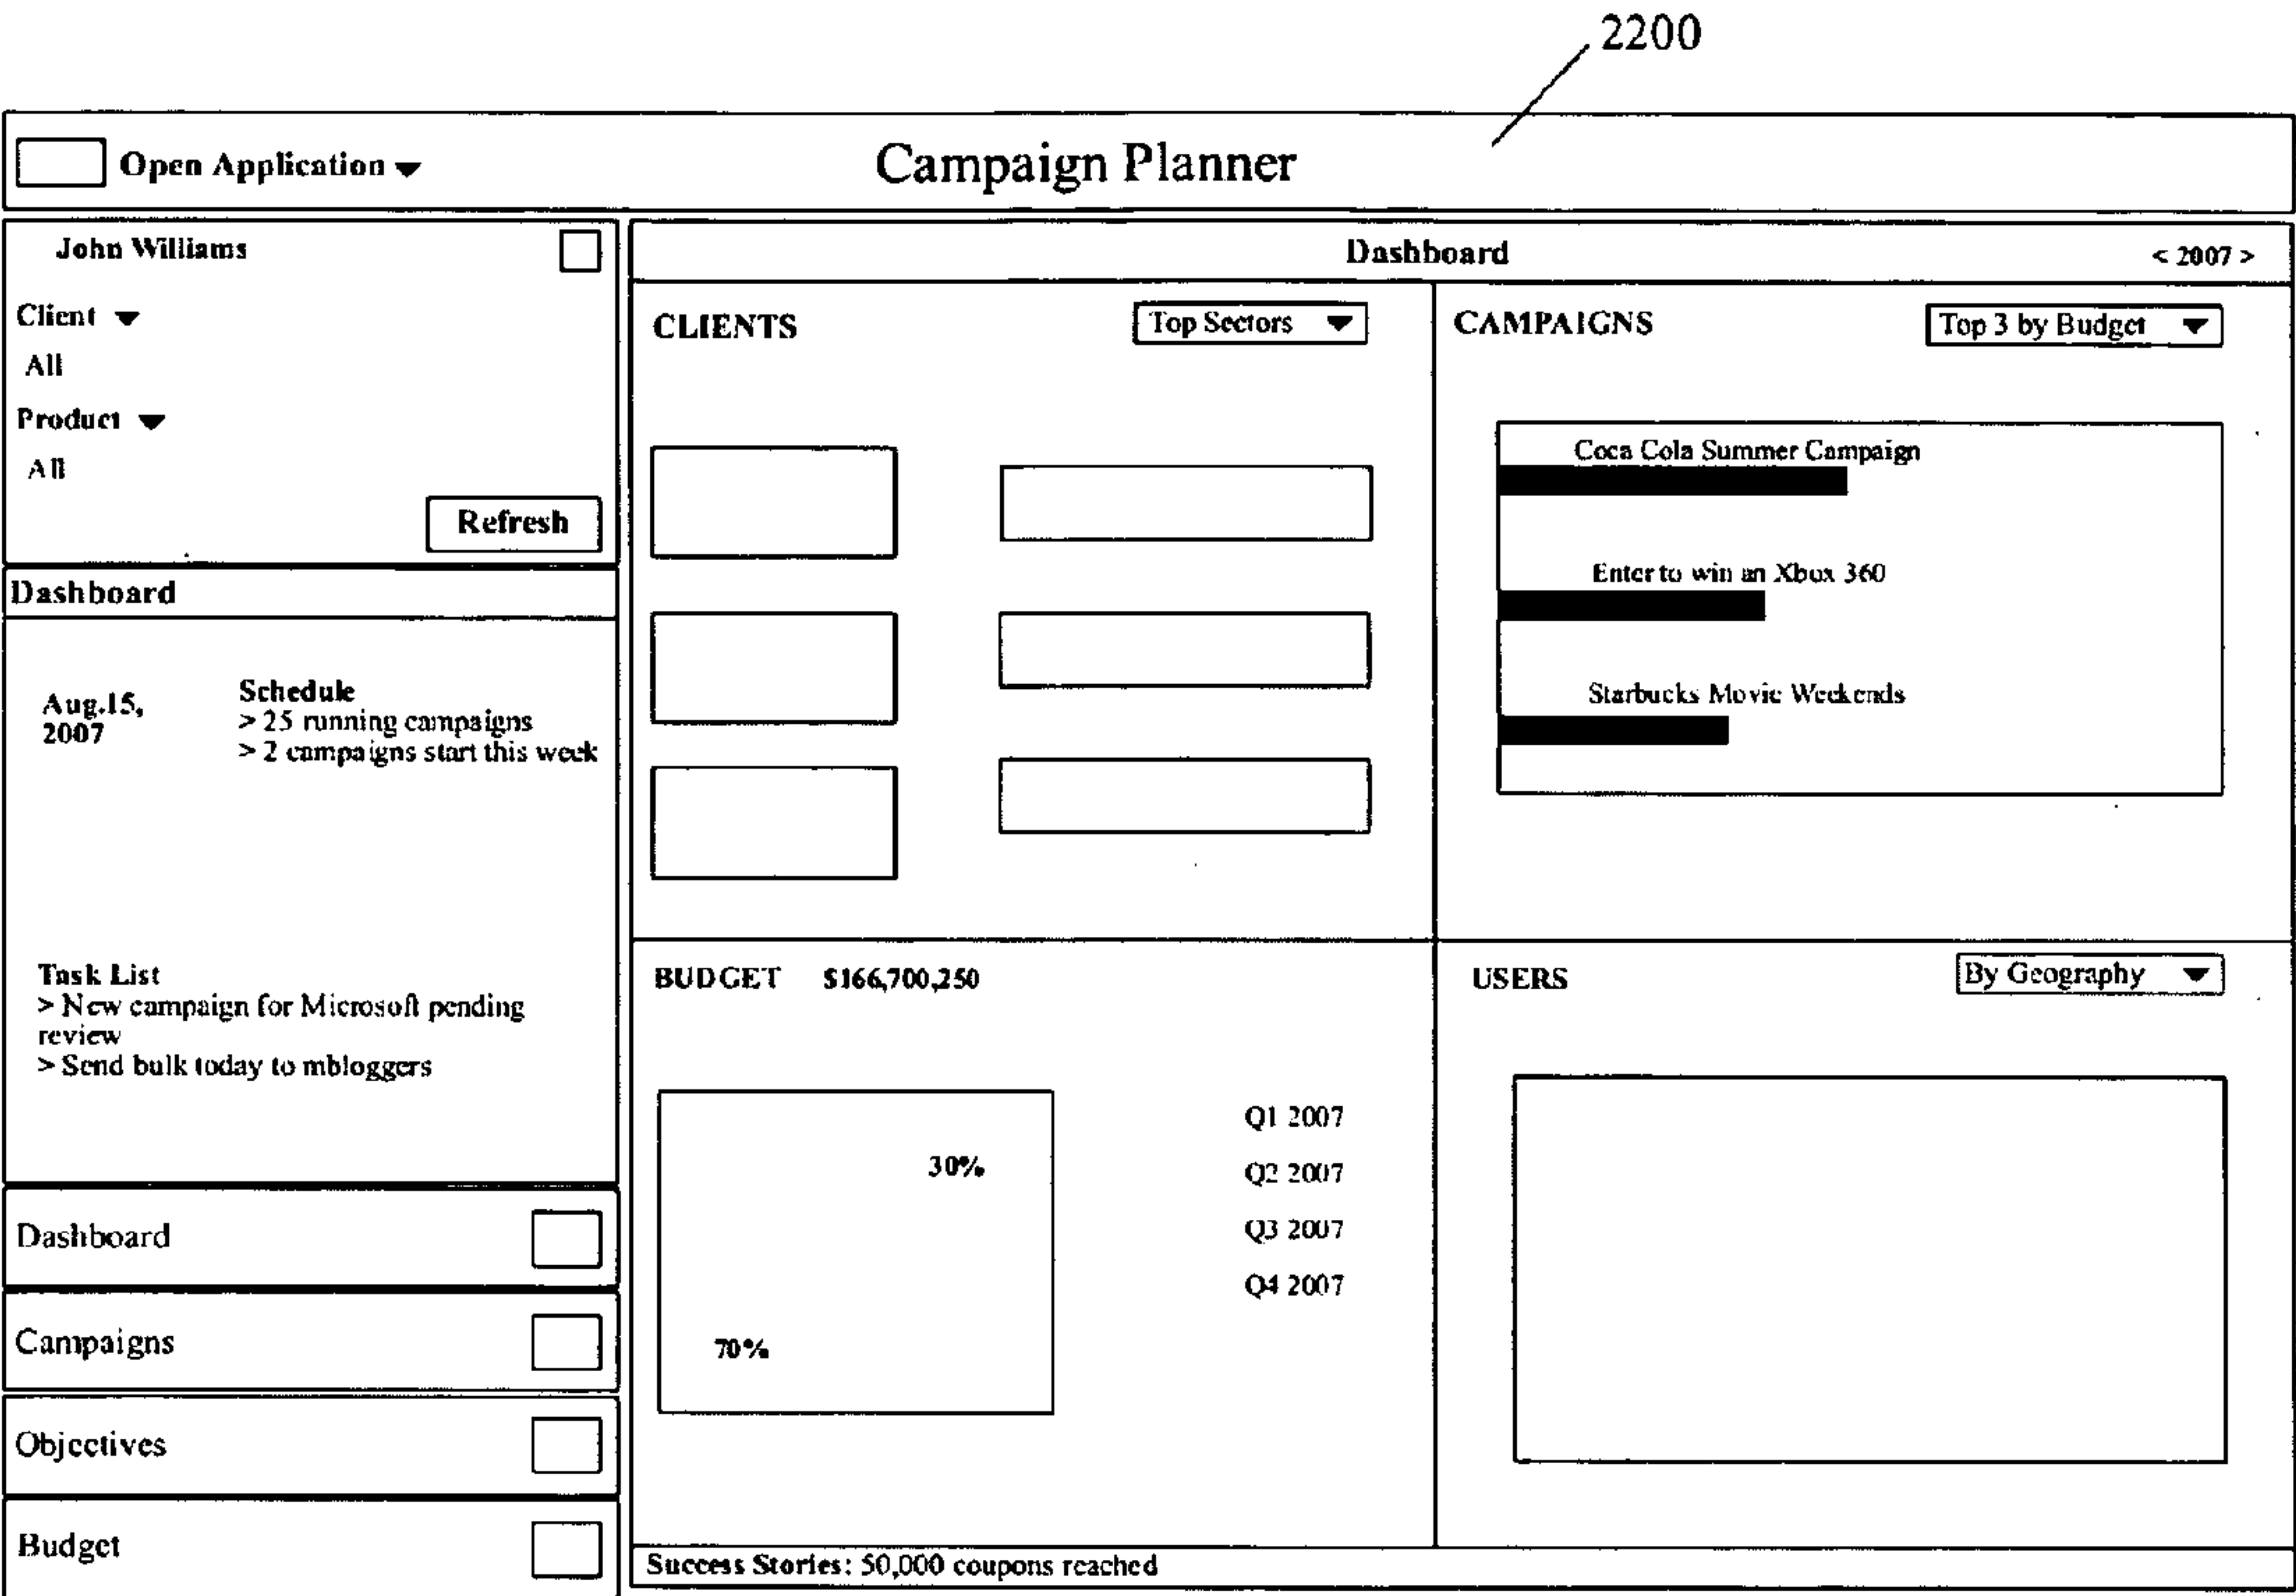 2200
Open Application
Campaign Planner
John Williams
Client
All
Product
All
Refresh
Dashboard
Aug.15,
2007
Schedule
> 25 running campaigns
> 2 campaigns start this week
Task List
> New campaign for Microsoft pending
review
> Send bulk today to mbloggers
Dashboard
Campaigns
Objectives
Budget
Dashboard
< 2007 >
CLIENTS
Top Sectors
CAMPAIGNS
Top 3 by Budget
Coca Cola Summer Campaign
Enter to win an Xbox 360
Starbucks Movie Weekends
BUDGET $166,700,250
30%
70%
Q1 2007
Q2 2007
Q3 2007
Q4 2007
USERS
By Geography
Success Stories: 50,000 coupons reached